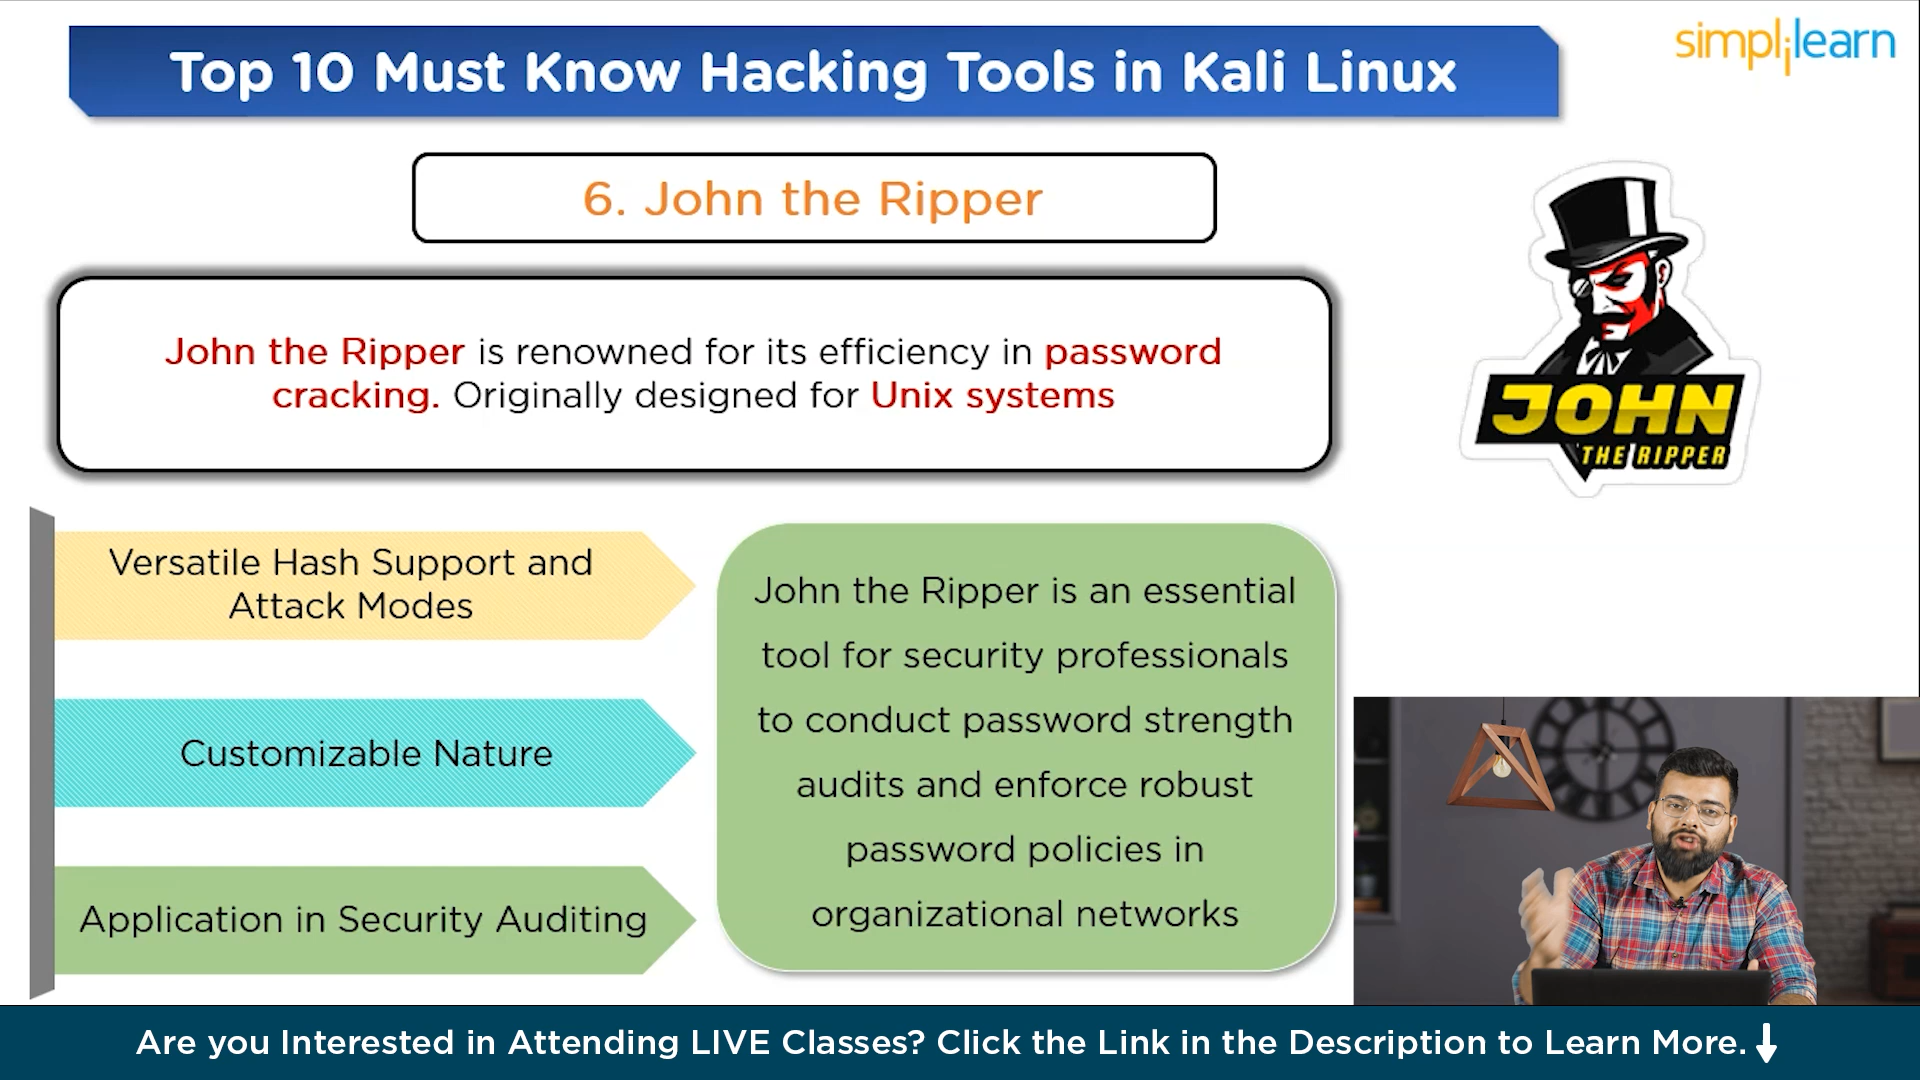 Top 10 Must Know Hacking Tools in Kali Linux
simplilearn
6. John the Ripper
John the Ripper is renowned for its efficiency in password
cracking. Originally designed for Unix systems
JOHN
THE RIPPER
Versatile Hash Support and
Attack Modes
Customizable Nature
Application in Security Auditing
John the Ripper is an essential
tool for security professionals
to conduct password strength
audits and enforce robust
password policies in
organizational networks
Are you Interested in Attending LIVE Classes? Click the Link in the Description to Learn More.